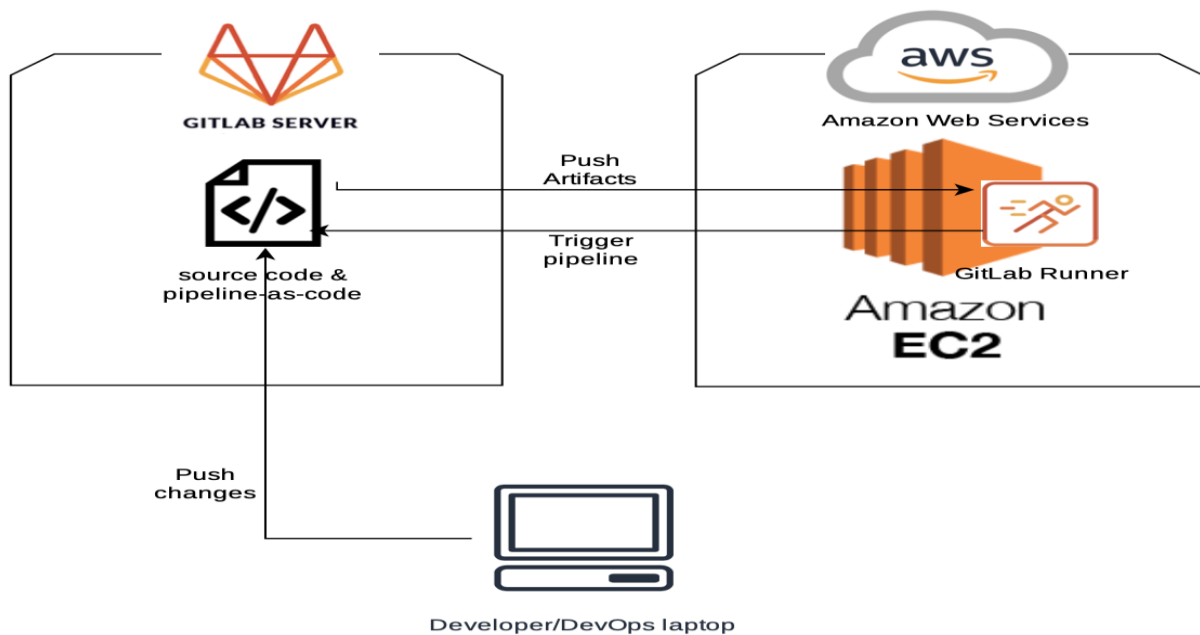 GITLAB SERVER
source code &
pipeline-as-code
Push
Artifacts
Trigger
pipeline
aws
Amazon Web Services
GitLab Runner
Amazon
EC2
Push
changes
Developer/DevOps laptop